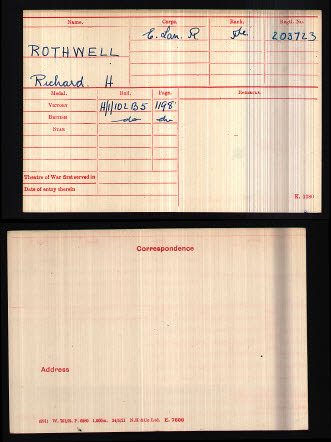 Name. Corps. Rank. Regtl. No.
ROTHWELL E. Lan. R. Pte. 203723
Richard. H
Medal. Roll. Page. Remarks.
Victory H/1/102 B5 1198
British do do
Star
Theatre of War first served in
Date of entry therein
K. 1380
Correspondence
Address